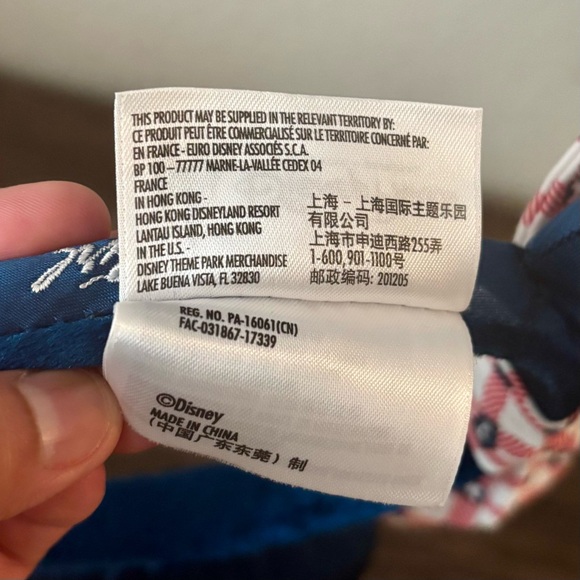 THIS PRODUCT MAY BE SUPPLIED IN THE RELEVANT TERRITORY BY:
CE PRODUIT PEUT ÊTRE COMMERCIALISÉ SUR LE TERRITOIRE CONCERNÉ PAR:
EN FRANCE - EURO DISNEY ASSOCIÉS S.C.A.
BP 100 – 77777 MARNE-LA-VALLÉE CEDEX 04
FRANCE
IN HONG KONG -
HONG KONG DISNEYLAND RESORT
LANTAU ISLAND, HONG KONG
IN THE U.S. -
DISNEY THEME PARK MERCHANDISE
LAKE BUENA VISTA, FL 32830
上海 - 上海国际主题乐园
有限公司
上海市申迪西路255弄
1-600,901-1100号
邮政编码: 201205
REG. NO. PA-16061(CN)
FAC-031867-17339
©Disney
MADE IN CHINA
(中国广东东莞) 制